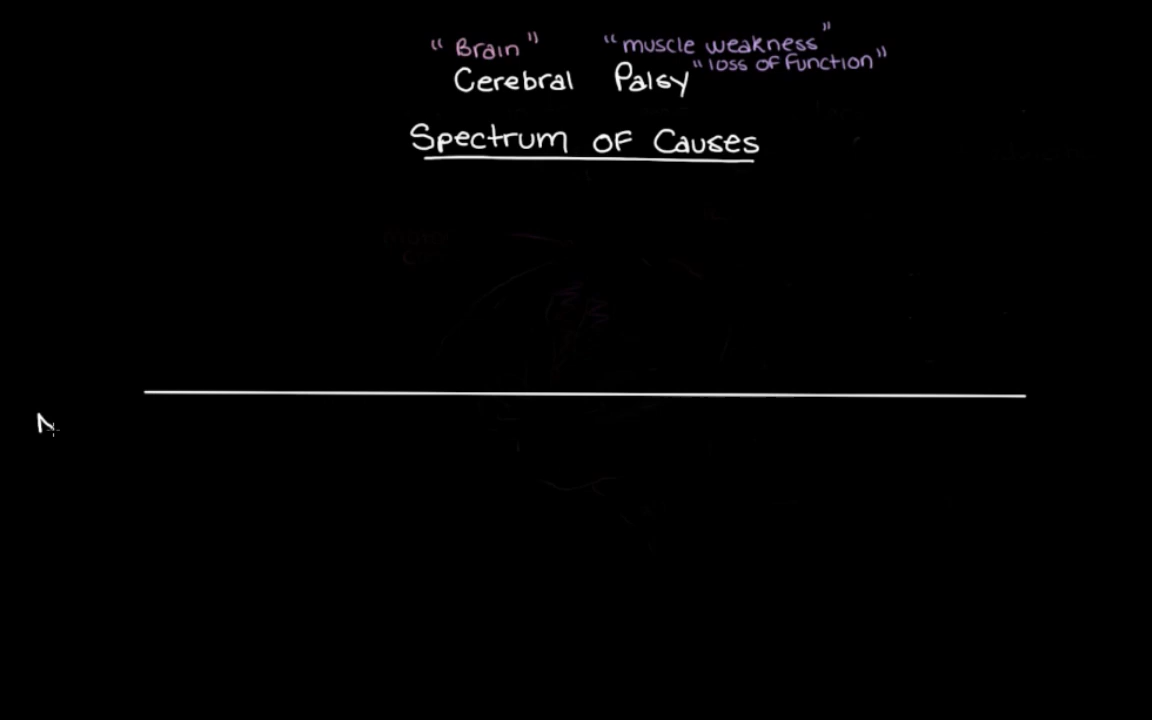 "Brain" "muscle weakness"
"loss of function"
Cerebral Palsy
Spectrum of Causes